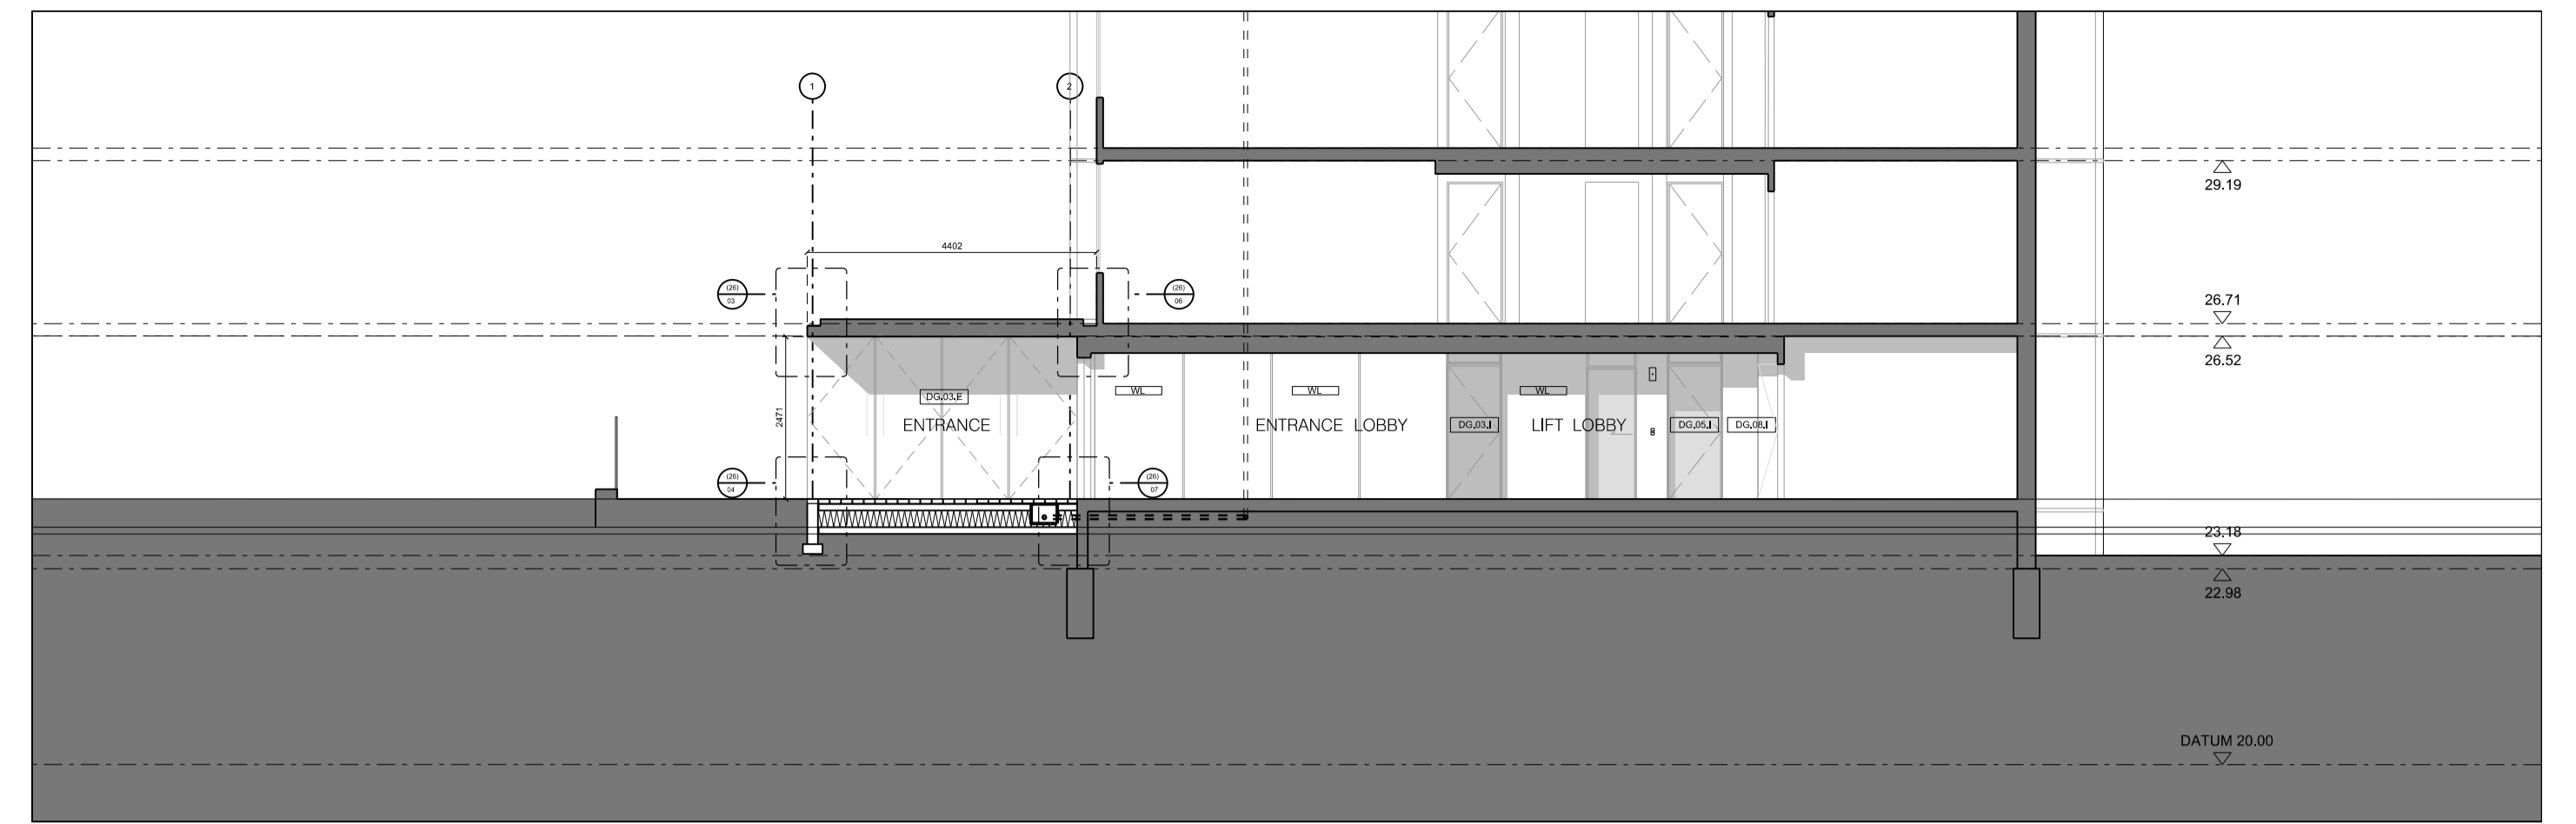 1
2
29.19
4402
(26)
03
(26)
06
26.71
26.52
WL
WL
WL
DG.03.E
2471
ENTRANCE
ENTRANCE LOBBY
DG.03.I
LIFT LOBBY
DG.05.I
DG.08.I
(26)
04
(26)
07
23.18
22.98
DATUM 20.00